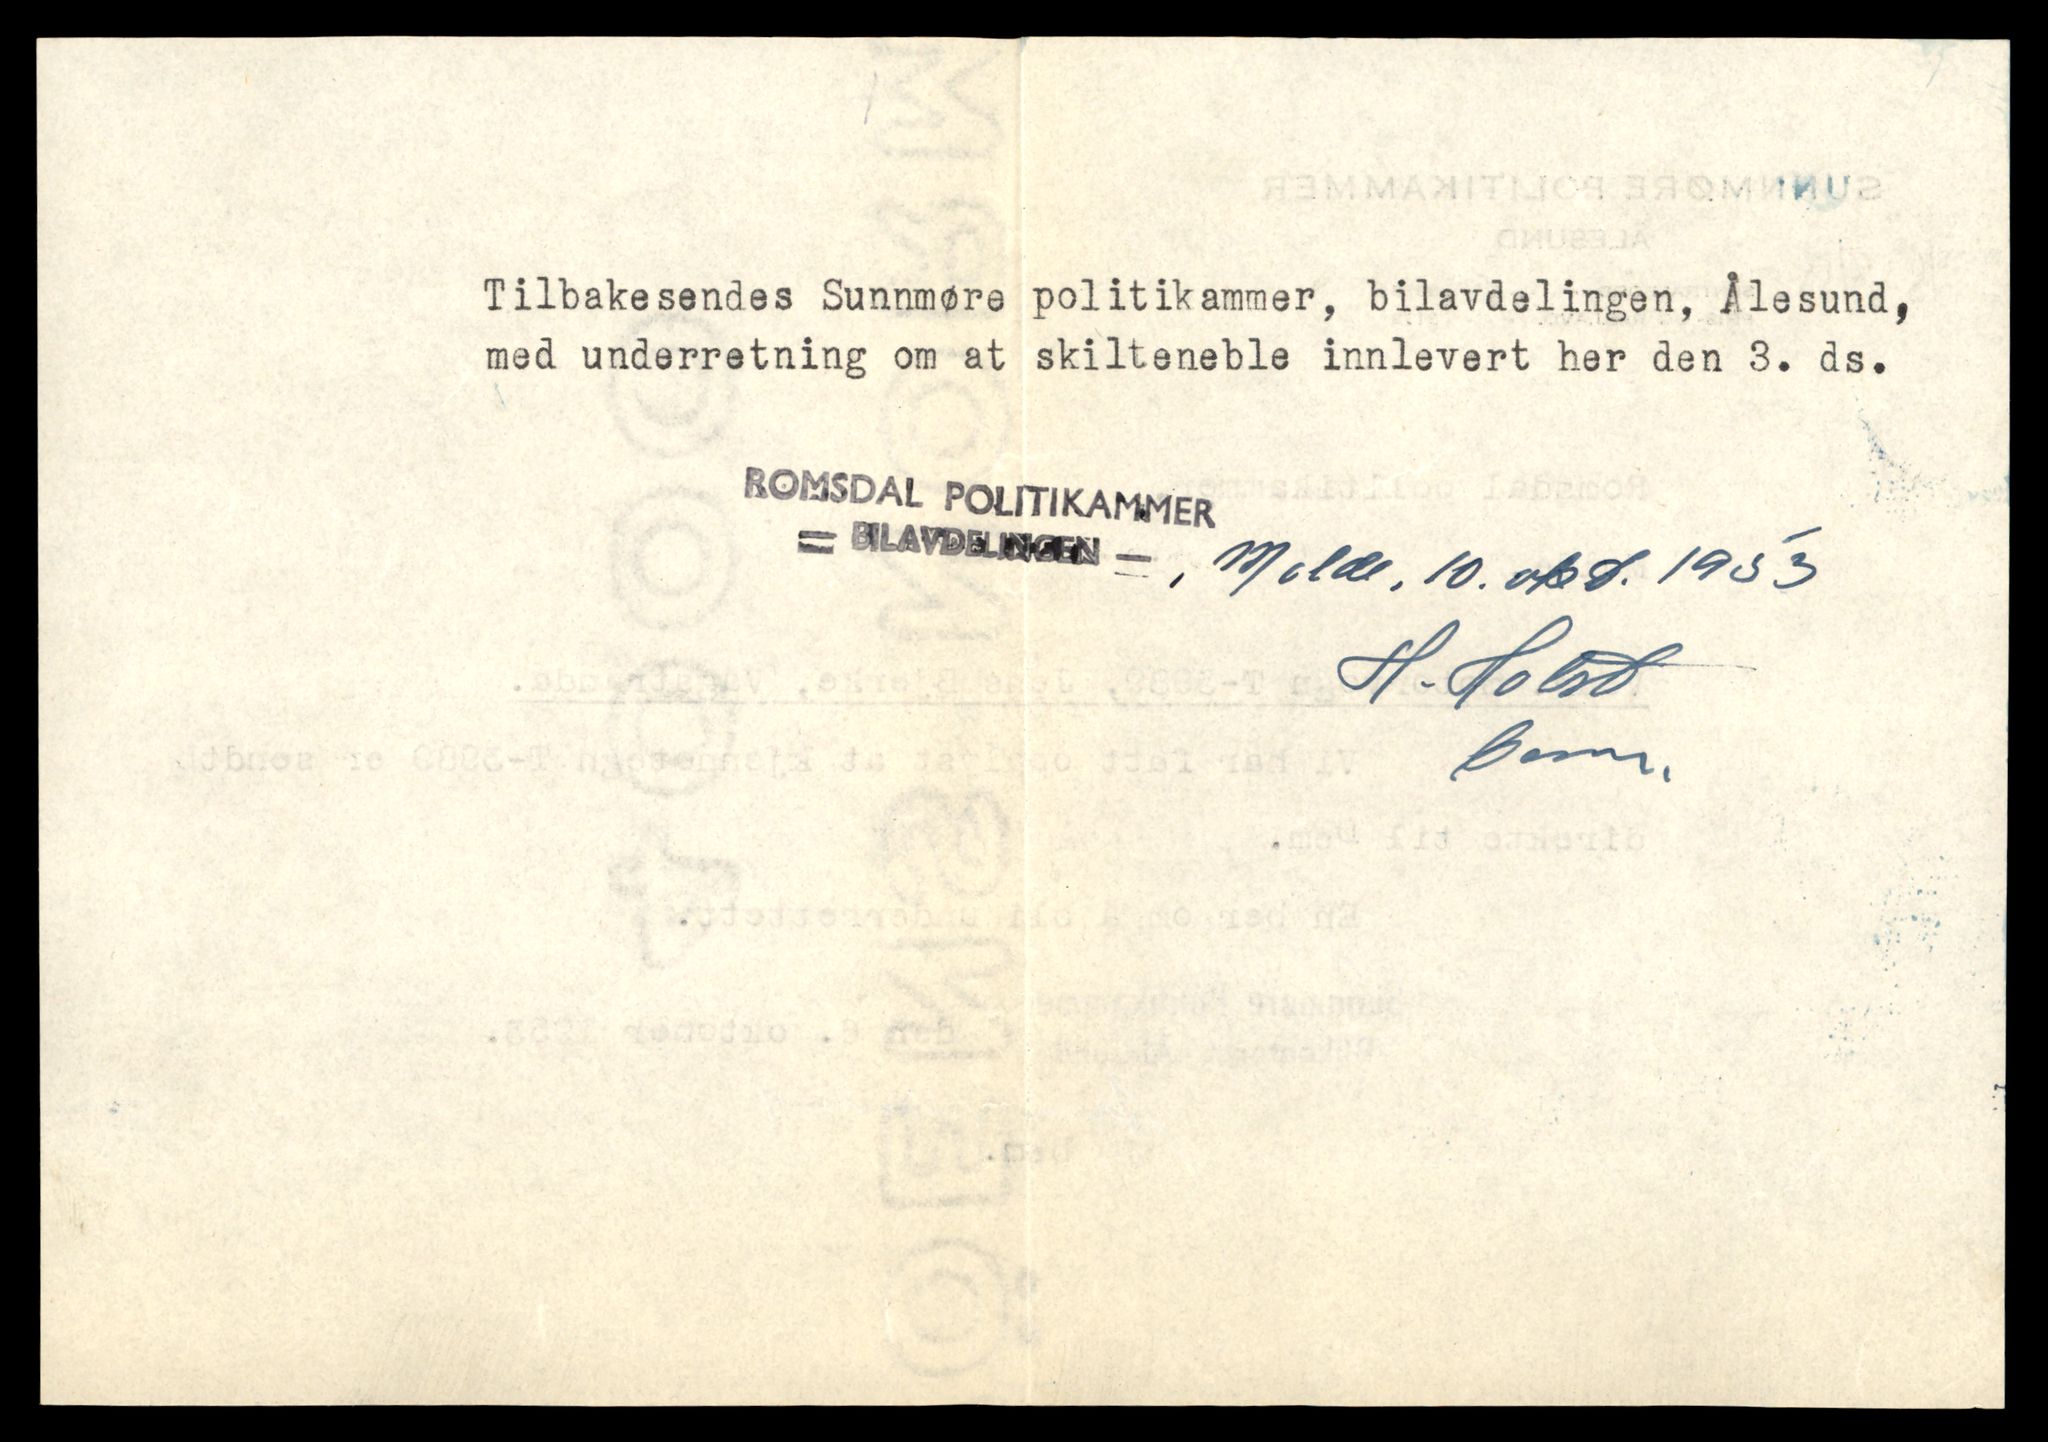 Tilbakesendes Sunnmøre politikammer, bilavdelingen, Ålesund,
med underretning om at skilteneble innlevert her den 3. ds.
ROMSDAL POLITIKAMMER
= BILAVDELINGEN =, Molde, 10. okt. 1953
H. Holst